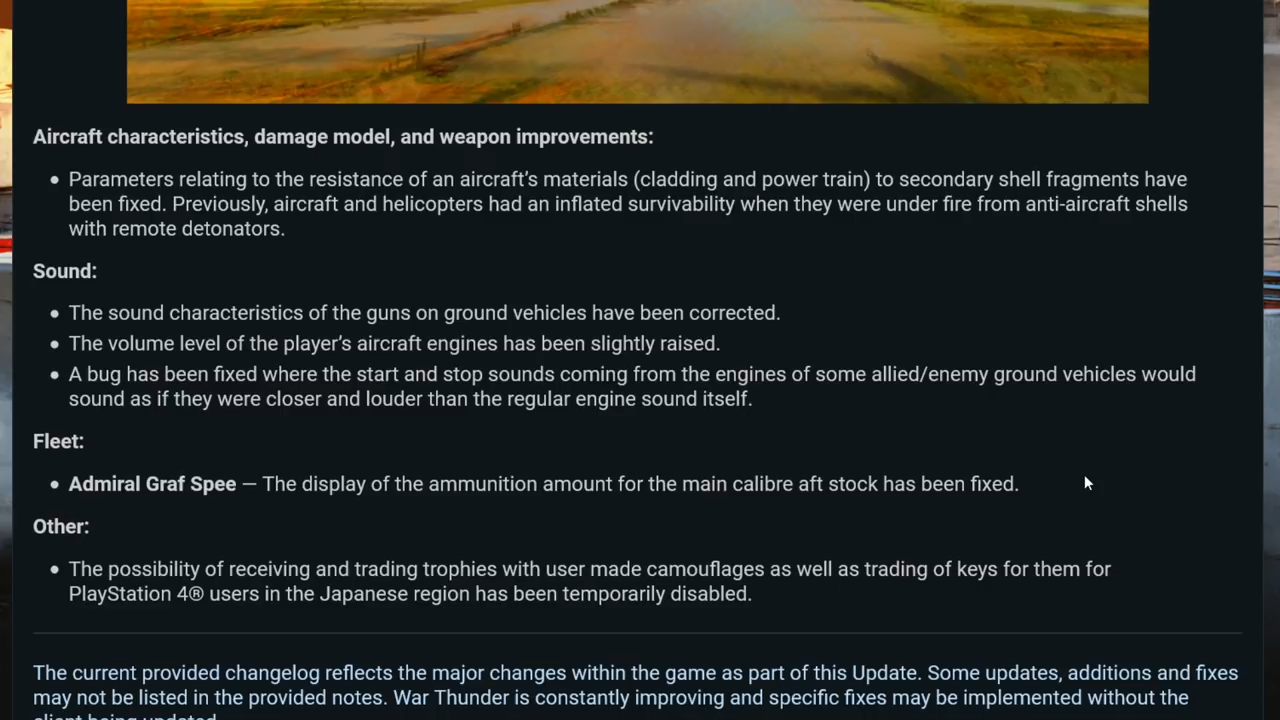 Aircraft characteristics, damage model, and weapon improvements:
Parameters relating to the resistance of an aircraft’s materials (cladding and power train) to secondary shell fragments have
been fixed. Previously, aircraft and helicopters had an inflated survivability when they were under fire from anti-aircraft shells
with remote detonators.
Sound:
The sound characteristics of the guns on ground vehicles have been corrected.
The volume level of the player’s aircraft engines has been slightly raised.
A bug has been fixed where the start and stop sounds coming from the engines of some allied/enemy ground vehicles would
sound as if they were closer and louder than the regular engine sound itself.
Fleet:
Admiral Graf Spee — The display of the ammunition amount for the main calibre aft stock has been fixed.
Other:
The possibility of receiving and trading trophies with user made camouflages as well as trading of keys for them for
PlayStation 4® users in the Japanese region has been temporarily disabled.
The current provided changelog reflects the major changes within the game as part of this Update. Some updates, additions and fixes
may not be listed in the provided notes. War Thunder is constantly improving and specific fixes may be implemented without the
client being updated.